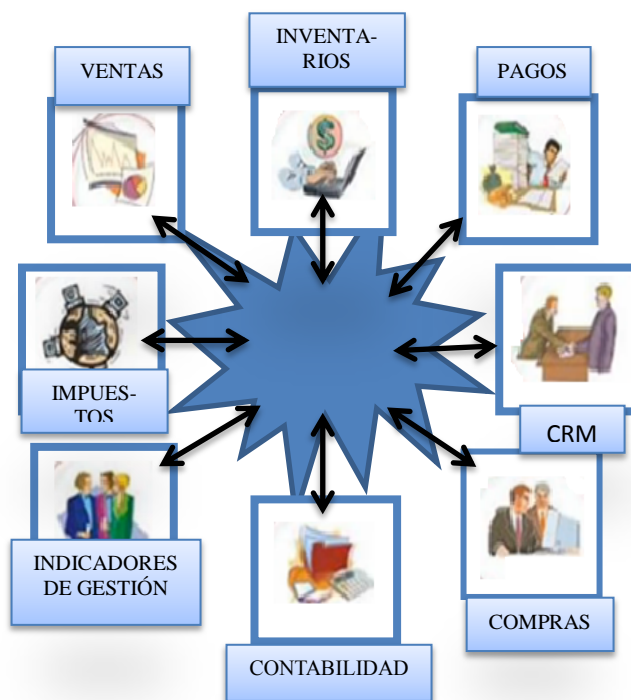 VENTAS
INVENTA-
RIOS
PAGOS
IMPUES-
TOS
CRM
INDICADORES
DE GESTIÓN
COMPRAS
CONTABILIDAD